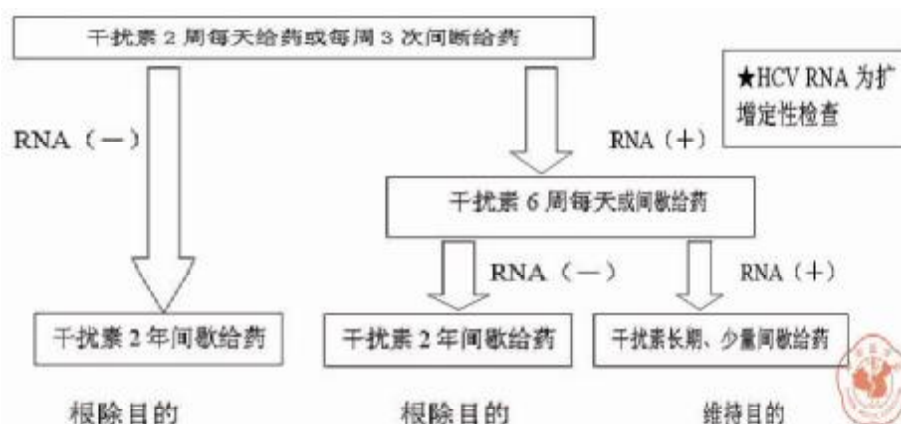 干扰素2周每天给药或每周3次间断给药
★HCV RNA 为扩
增定性检查
RNA（—）
RNA（+）
干扰素6周每天或间歇给药
RNA（—）
RNA（+）
干扰素2年间歇给药
干扰素2年间歇给药
干扰素长期、少量间歇给药
根除目的
根除目的
维持目的